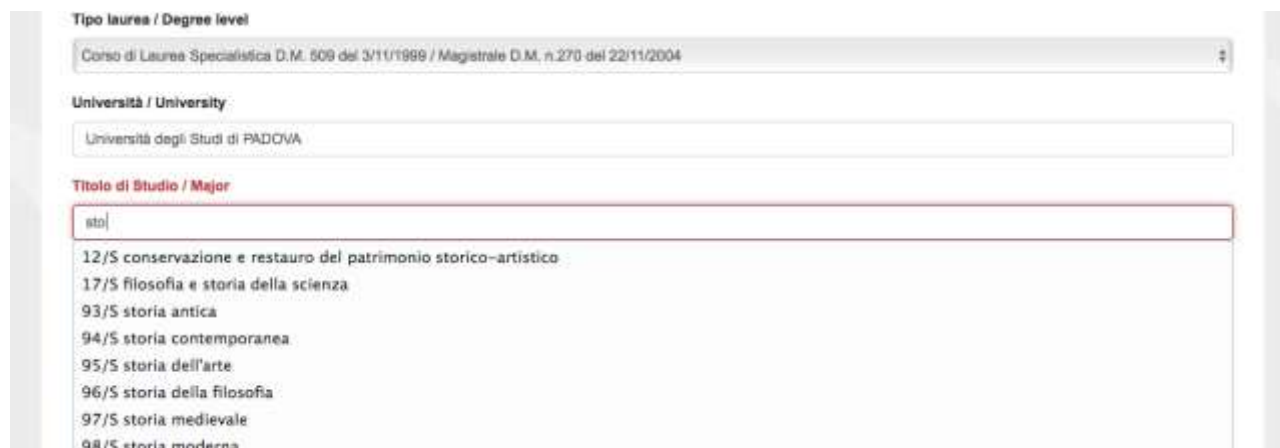 Tipo laurea / Degree level
Corso di Laurea Specialistica D.M. 509 del 3/11/1999 / Magistrale D.M. n.270 del 22/11/2004
Università / University
Università degli Studi di PADOVA
Titolo di Studio / Major
sto
12/S conservazione e restauro del patrimonio storico-artistico
17/S filosofia e storia della scienza
93/S storia antica
94/S storia contemporanea
95/S storia dell'arte
96/S storia della filosofia
97/S storia medievale
98/S storia moderna